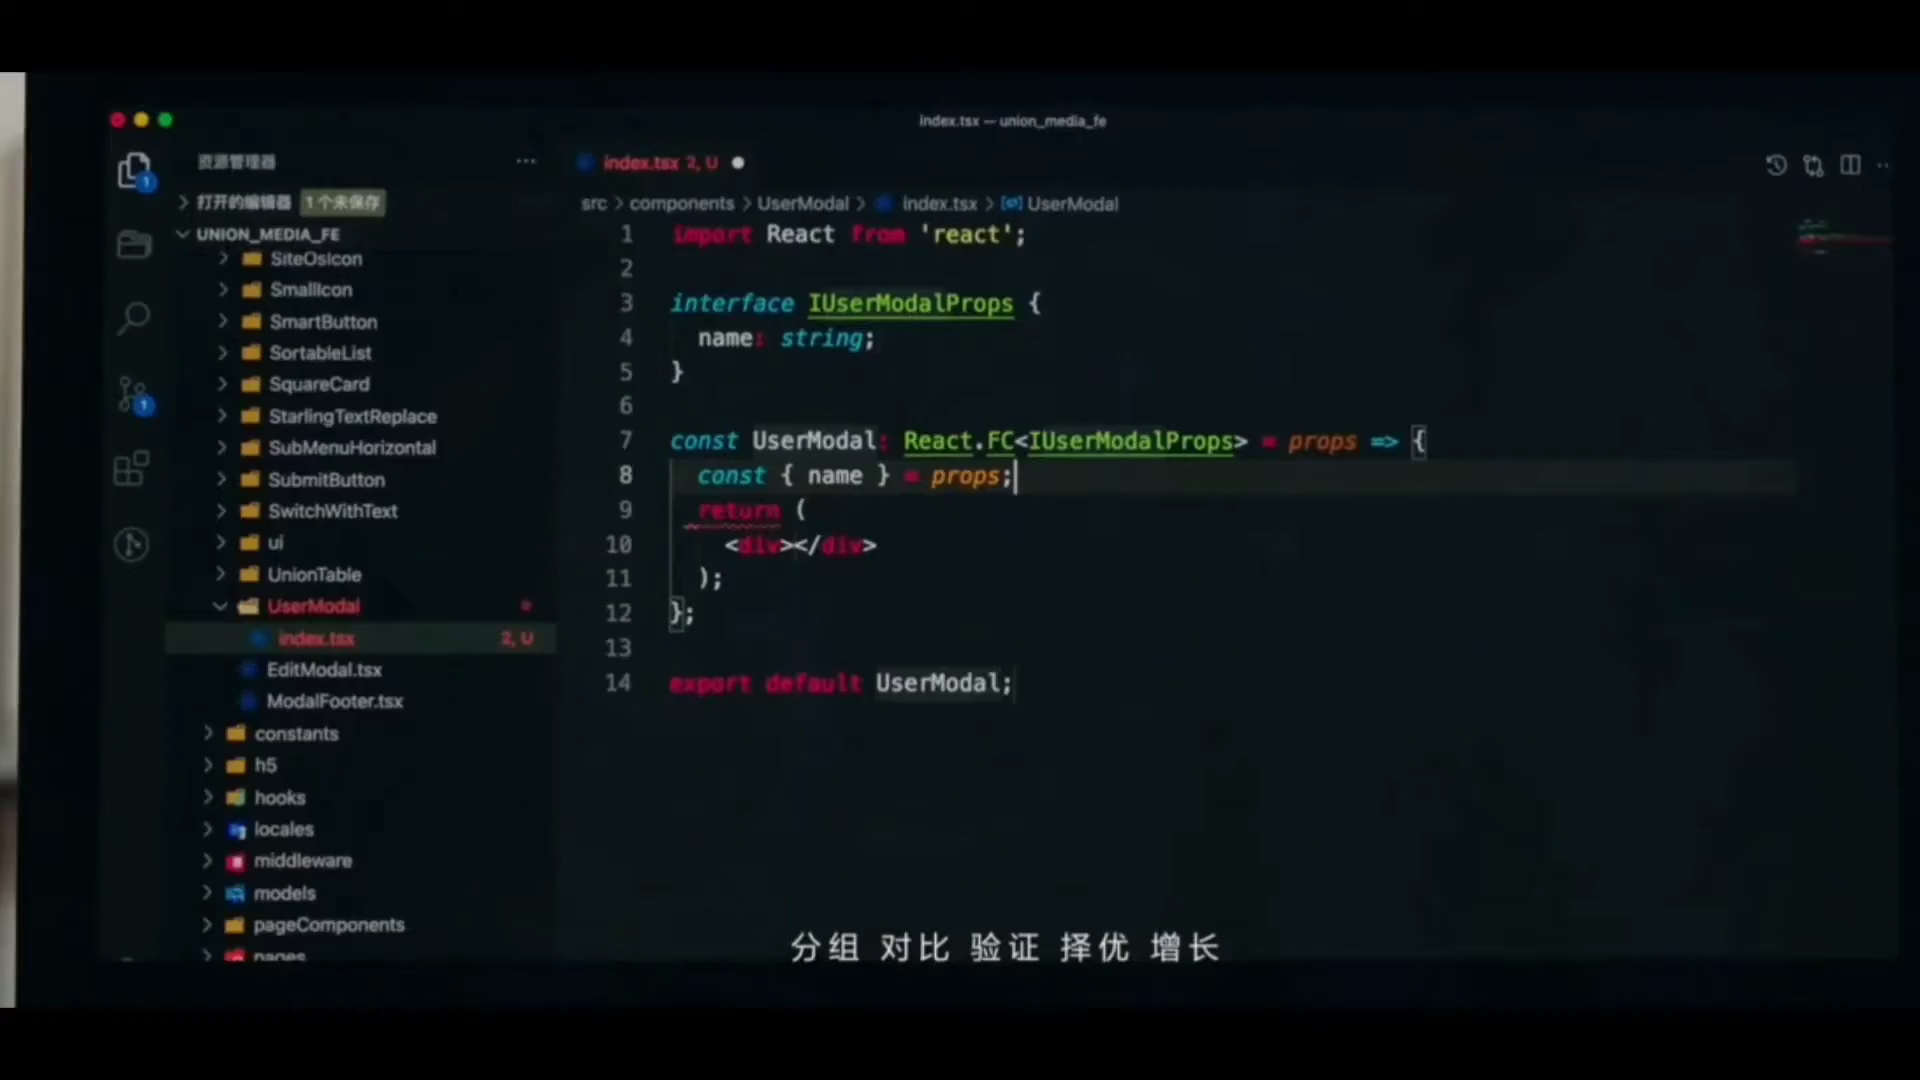 index.tsx — union_media_fe
资源管理器
index.tsx 2, U
打开的编辑器 1 个未保存
src > components > UserModal > index.tsx > UserModal
UNION_MEDIA_FE
SiteOsIcon
SmallIcon
SmartButton
SortableList
SquareCard
StarlingTextReplace
SubMenuHorizontal
SubmitButton
SwitchWithText
ui
UnionTable
UserModal
index.tsx 2, U
EditModal.tsx
ModalFooter.tsx
constants
h5
hooks
locales
middleware
models
pageComponents
pages
1 import React from 'react';
2
3 interface IUserModalProps {
4 name: string;
5 }
6
7 const UserModal: React.FC<IUserModalProps> = props => {
8 const { name } = props;
9 return (
10 <div></div>
11 );
12 };
13
14 export default UserModal;
1
1
分组 对比 验证 择优 增长